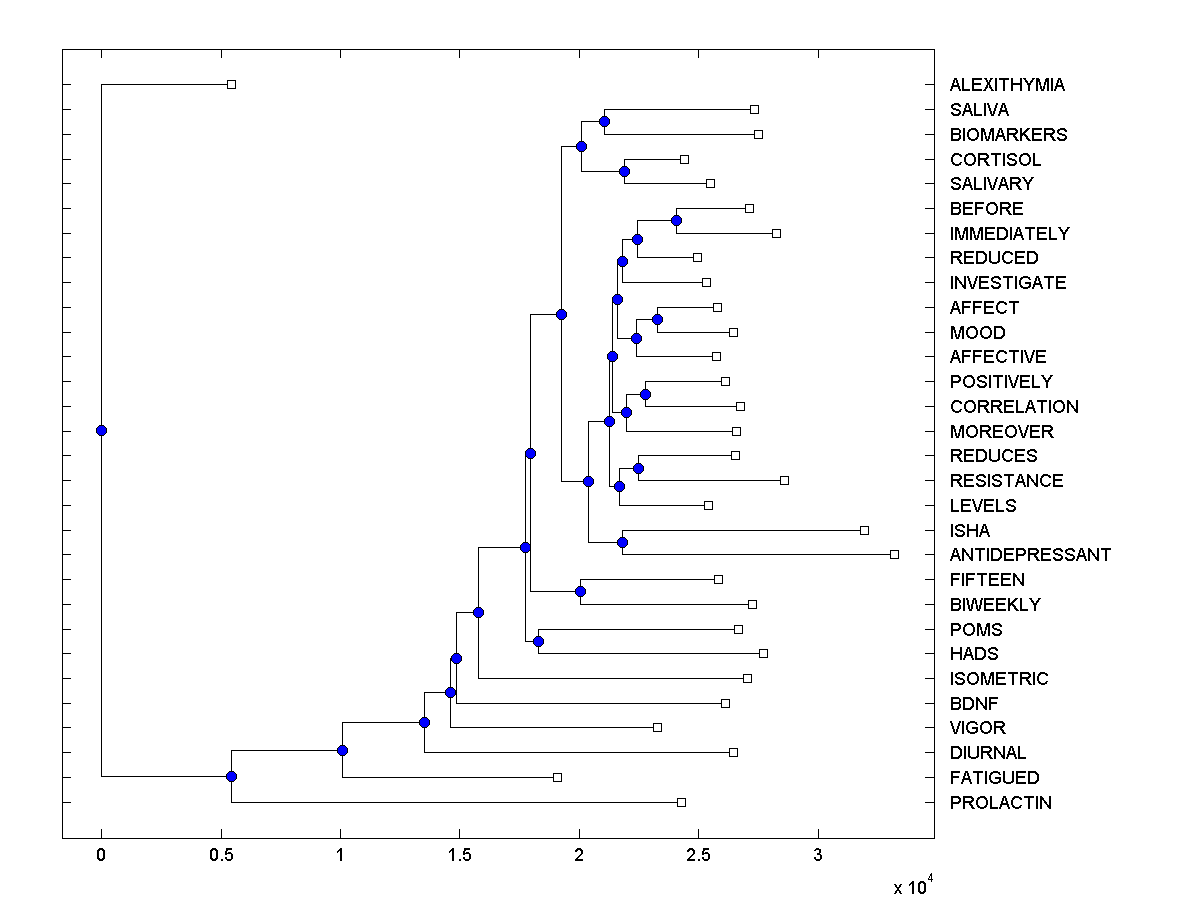 ALEXITHYMIA
SALIVA
BIOMARKERS
CORTISOL
SALIVARY
BEFORE
IMMEDIATELY
REDUCED
INVESTIGATE
AFFECT
MOOD
AFFECTIVE
POSITIVELY
CORRELATION
MOREOVER
REDUCES
RESISTANCE
LEVELS
ISHA
ANTIDEPRESSANT
FIFTEEN
BIWEEKLY
POMS
HADS
ISOMETRIC
BDNF
VIGOR
DIURNAL
FATIGUED
PROLACTIN
0 0.5 1 1.5 2 2.5 3
x 10^4